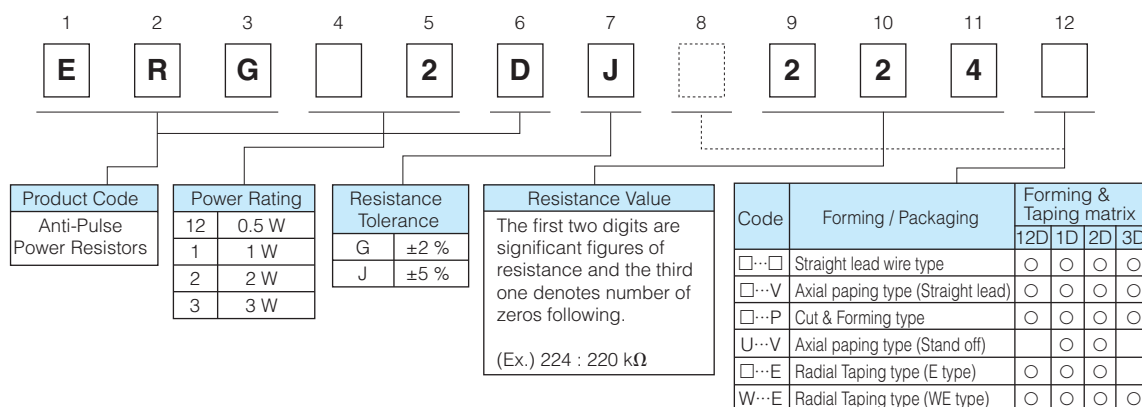 1 2 3 4 5 6 7 8 9 10 11 12
E R G 2 D J 2 2 4
Product Code
Anti-Pulse
Power Resistors
Power Rating
12 0.5 W
1 1 W
2 2 W
3 3 W
Resistance
Tolerance
G ±2 %
J ±5 %
Resistance Value
The first two digits are
significant figures of
resistance and the third
one denotes number of
zeros following.
(Ex.) 224 : 220 kΩ
Code Forming / Packaging Forming &
Taping matrix
12D 1D 2D 3D
□···□ Straight lead wire type ○ ○ ○ ○
□···V Axial paping type (Straight lead) ○ ○ ○ ○
□···P Cut & Forming type ○ ○ ○ ○
U···V Axial paping type (Stand off) ○ ○
□···E Radial Taping type (E type) ○ ○ ○
W···E Radial Taping type (WE type) ○ ○ ○ ○